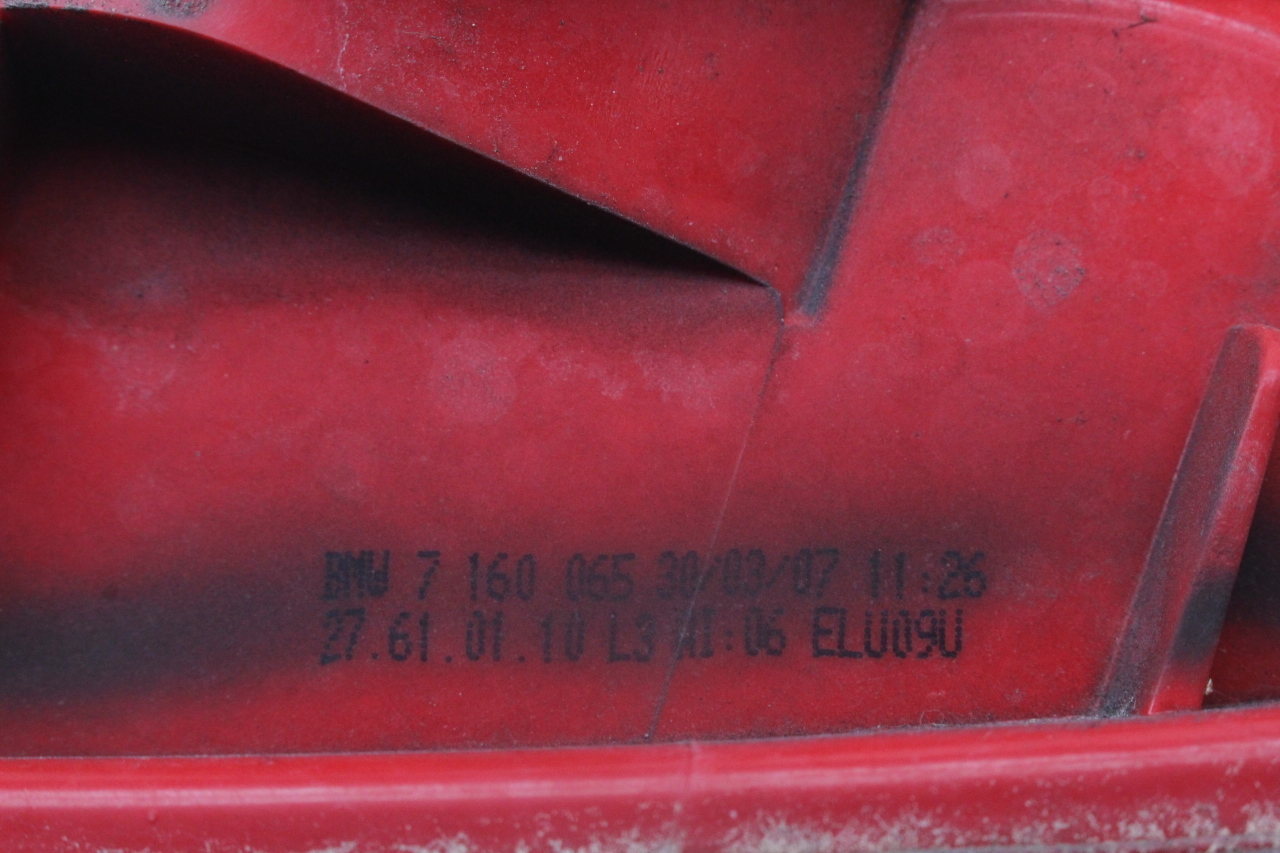 BMW 7 160 065 30/03/07 11:26
27.61.01.10 L3 AI:06 ELU09U